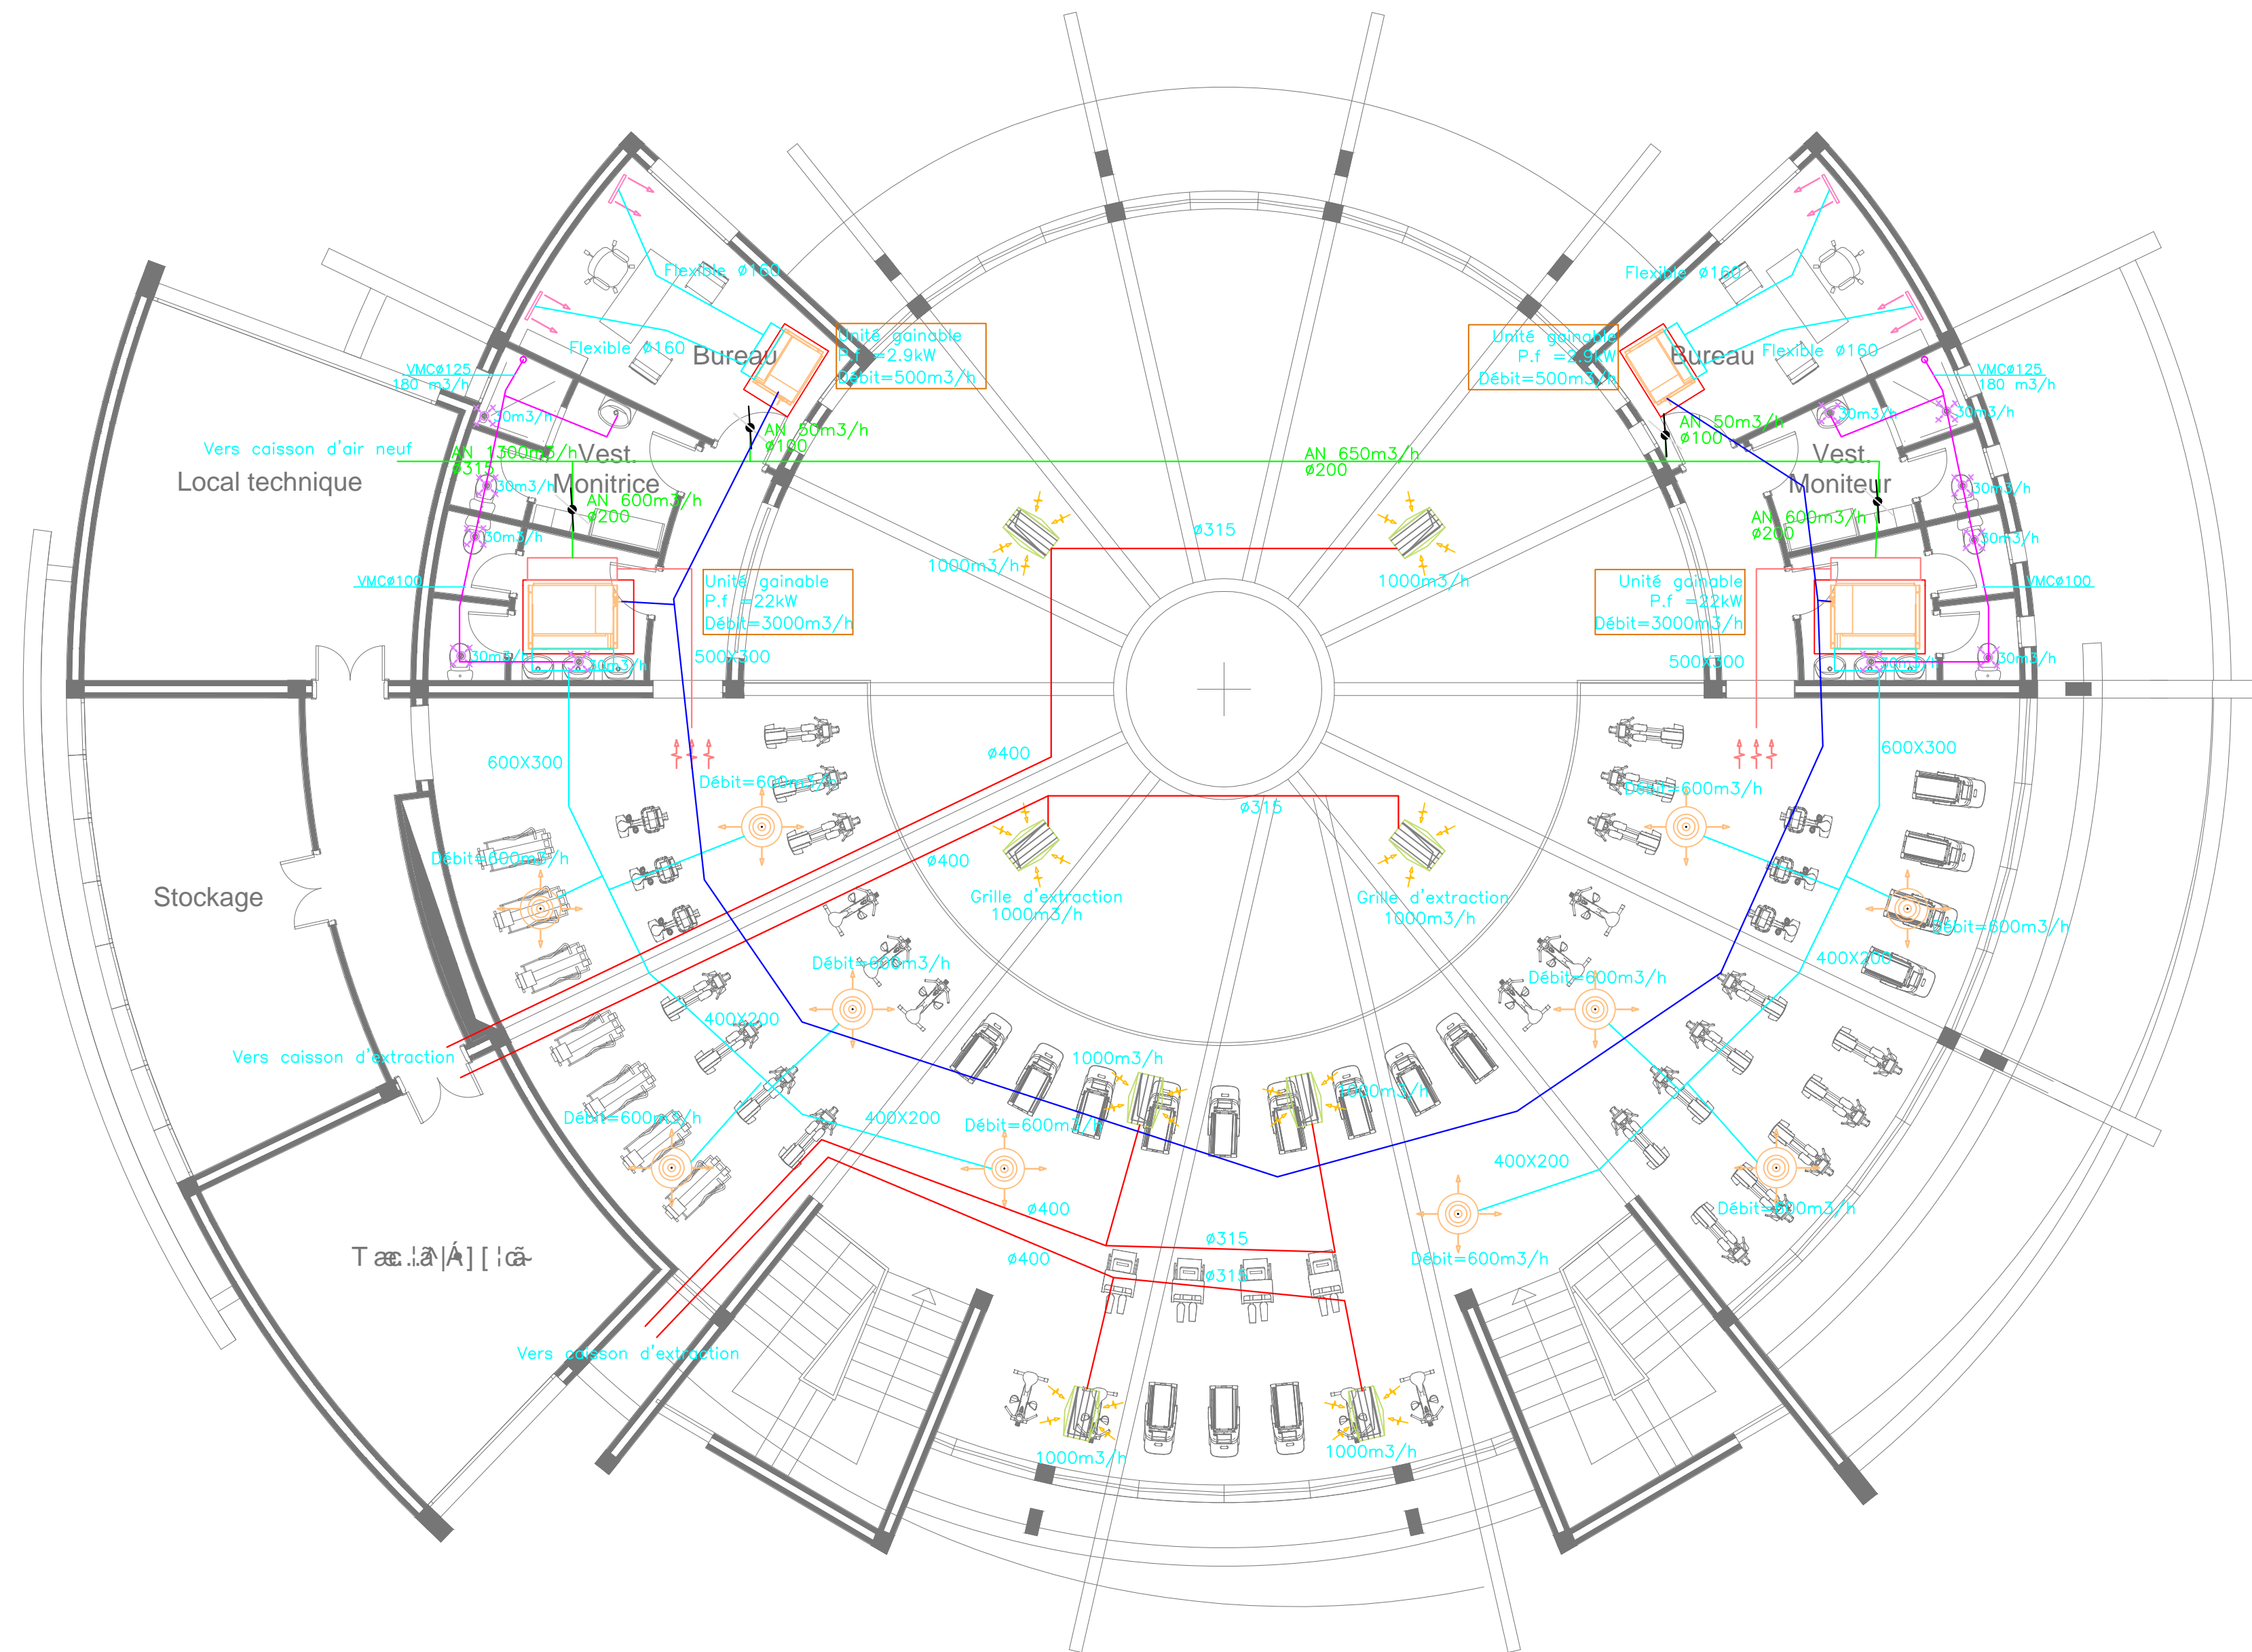 Flexible ø160
Flexible ø160
Unité gainable
P.f =2.9kW
Débit=500m3/h
Unité gainable
P.f =2.9kW
Débit=500m3/h
Flexible ø160
Bureau
Flexible ø160
Bureau
VMCø125
180 m3/h
VMCø125
180 m3/h
30m3/h
30m3/h
30m3/h
AN 50m3/h
ø100
AN 50m3/h
ø100
Vers caisson d'air neuf
AN 1300m3/h
ø315
Vest.
Monitrice
AN 650m3/h
ø200
Vest.
Moniteur
Local technique
30m3/h
30m3/h
AN 600m3/h
ø200
AN 600m3/h
ø200
30m3/h
30m3/h
ø315
1000m3/h
1000m3/h
VMCø100
VMCø100
Unité gainable
P.f =22kW
Débit=3000m3/h
Unité gainable
P.f =22kW
Débit=3000m3/h
30m3/h
30m3/h
500X300
500X300
30m3/h
30m3/h
600X300
ø400
600X300
Débit=600m3/h
Débit=600m3/h
ø315
Débit=600m3/h
ø400
Stockage
Grille d'extraction
1000m3/h
Grille d'extraction
1000m3/h
Débit=600m3/h
Débit=600m3/h
Débit=600m3/h
400X200
400X200
Vers caisson d'extraction
1000m3/h
1000m3/h
Débit=600m3/h
400X200
Débit=600m3/h
400X200
ø400
Débit=600m3/h
ø315
ø400
ø315
Débit=600m3/h
Vers caisson d'extraction
1000m3/h
1000m3/h